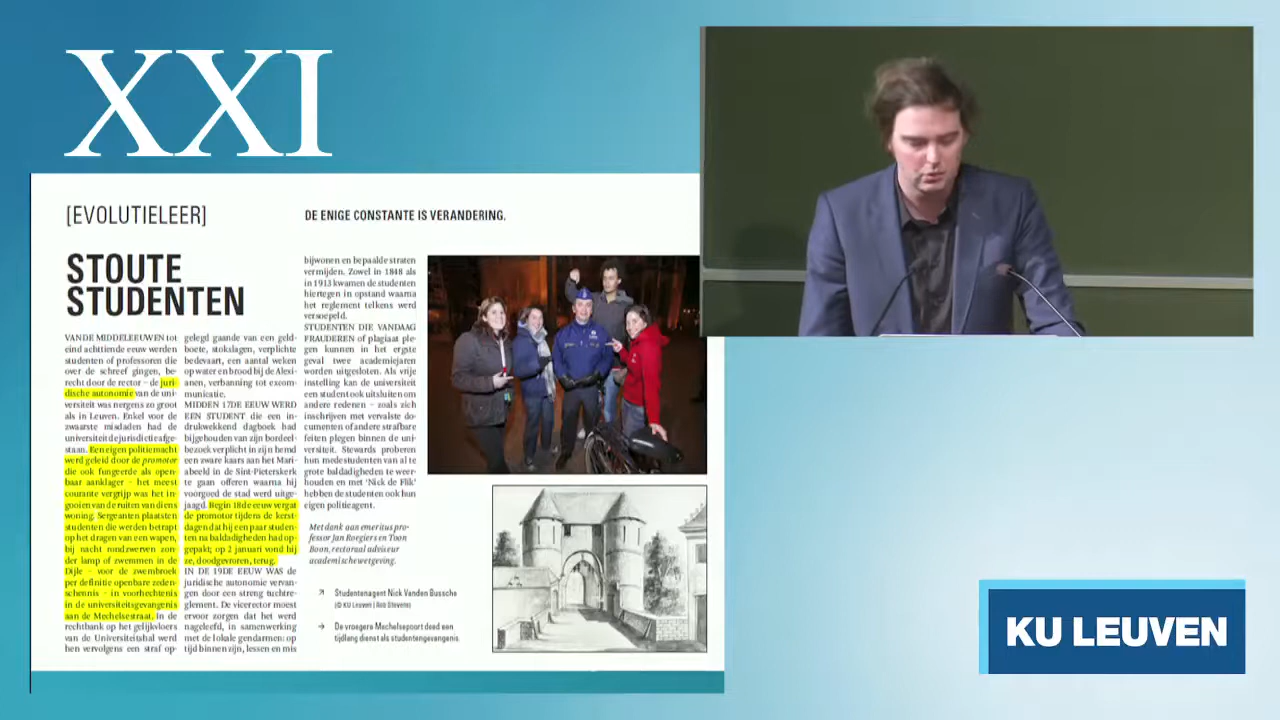 XXI
[EVOLUTIELEER]
DE ENIGE CONSTANTE IS VERANDERING.
STOUTE
STUDENTEN
VAN DE MIDDELEEUWEN tot
eind achttiende eeuw werden
studenten of professoren die
over de schreef gingen, be-
recht door de rector – de juri-
dische autonomie van de uni-
versiteit was nergens zo groot
als in Leuven. Enkel voor de
zwaarste misdaden had de
universiteit de jurisdictie afge-
staan. Een eigen politiemacht
werd geleid door de promotor
die ook fungeerde als open-
baar aanklager – het meest
courante vergrijp was het in-
gooien van de ruiten van diens
woning. Sergeanten plaatsten
studenten die werden betrapt
op het dragen van een wapen,
bij nacht rondzwerven zon-
der lamp of zwemmen in de
Dijle – voor de zwembroek
per definitie openbare zeden-
schennis – in voorhechtenis
in de universiteitsgevangenis
aan de Mechelsestraat. In de
rechtbank op het gelijkvloers
van de Universiteitshal werd
hen vervolgens een straf op-
gelegd gaande van een geld-
boete, stokslagen, verplichte
bedevaart, een aantal weken
op water en brood bij de Alexi-
anen, verbanning tot excom-
municatie.
MIDDEN 17DE EEUW WERD
EEN STUDENT die een in-
drukwekkend dagboek had
bijgehouden van zijn bordeel-
bezoek verplicht in zijn hemd
een zware kaars aan het Mari-
abeeld in de Sint-Pieterskerk
te gaan offeren waarna hij
voorgoed de stad werd uitge-
jaagd. Begin 18de eeuw vergat
de promotor tijdens de kerst-
dagen dat hij een paar studen-
ten na baldadigheden had op-
gepakt; op 2 januari vond hij
ze, doodgevroren, terug.
IN DE 19DE EEUW WAS de
juridische autonomie vervan-
gen door een streng tuchtre-
glement. De vicerector moest
ervoor zorgen dat het werd
nageleefd, in samenwerking
met de lokale gendarmen: op
tijd binnen zijn, lessen en mis
bijwonen en bepaalde straten
vermijden. Zowel in 1848 als
in 1913 kwamen de studenten
hiertegen in opstand waarna
het reglement telkens werd
versoepeld.
STUDENTEN DIE VANDAAG
FRAUDEREN of plagiaat ple-
gen kunnen in het ergste
geval twee academiejaren
worden uitgesloten. Als vrije
instelling kan de universiteit
een student ook uitsluiten om
andere redenen – zoals zich
inschrijven met vervalste do-
cumenten of andere strafbare
feiten plegen binnen de uni-
versiteit. Stewards proberen
hun medestudenten van al te
grote baldadigheden te weer-
houden en met ‘Nick de Flik’
hebben de studenten ook hun
eigen politieagent.
Met dank aan emeritus pro-
fessor Jan Roegiers en Toon
Boon, rectoraal adviseur
academische wetgeving.
Studentenagent Nick Vanden Bussche
(© KU Leuven | Rob Stevens)
→ De vroegere Mechelsepoort deed een
tijdlang dienst als studentengevangenis.
KU LEUVEN